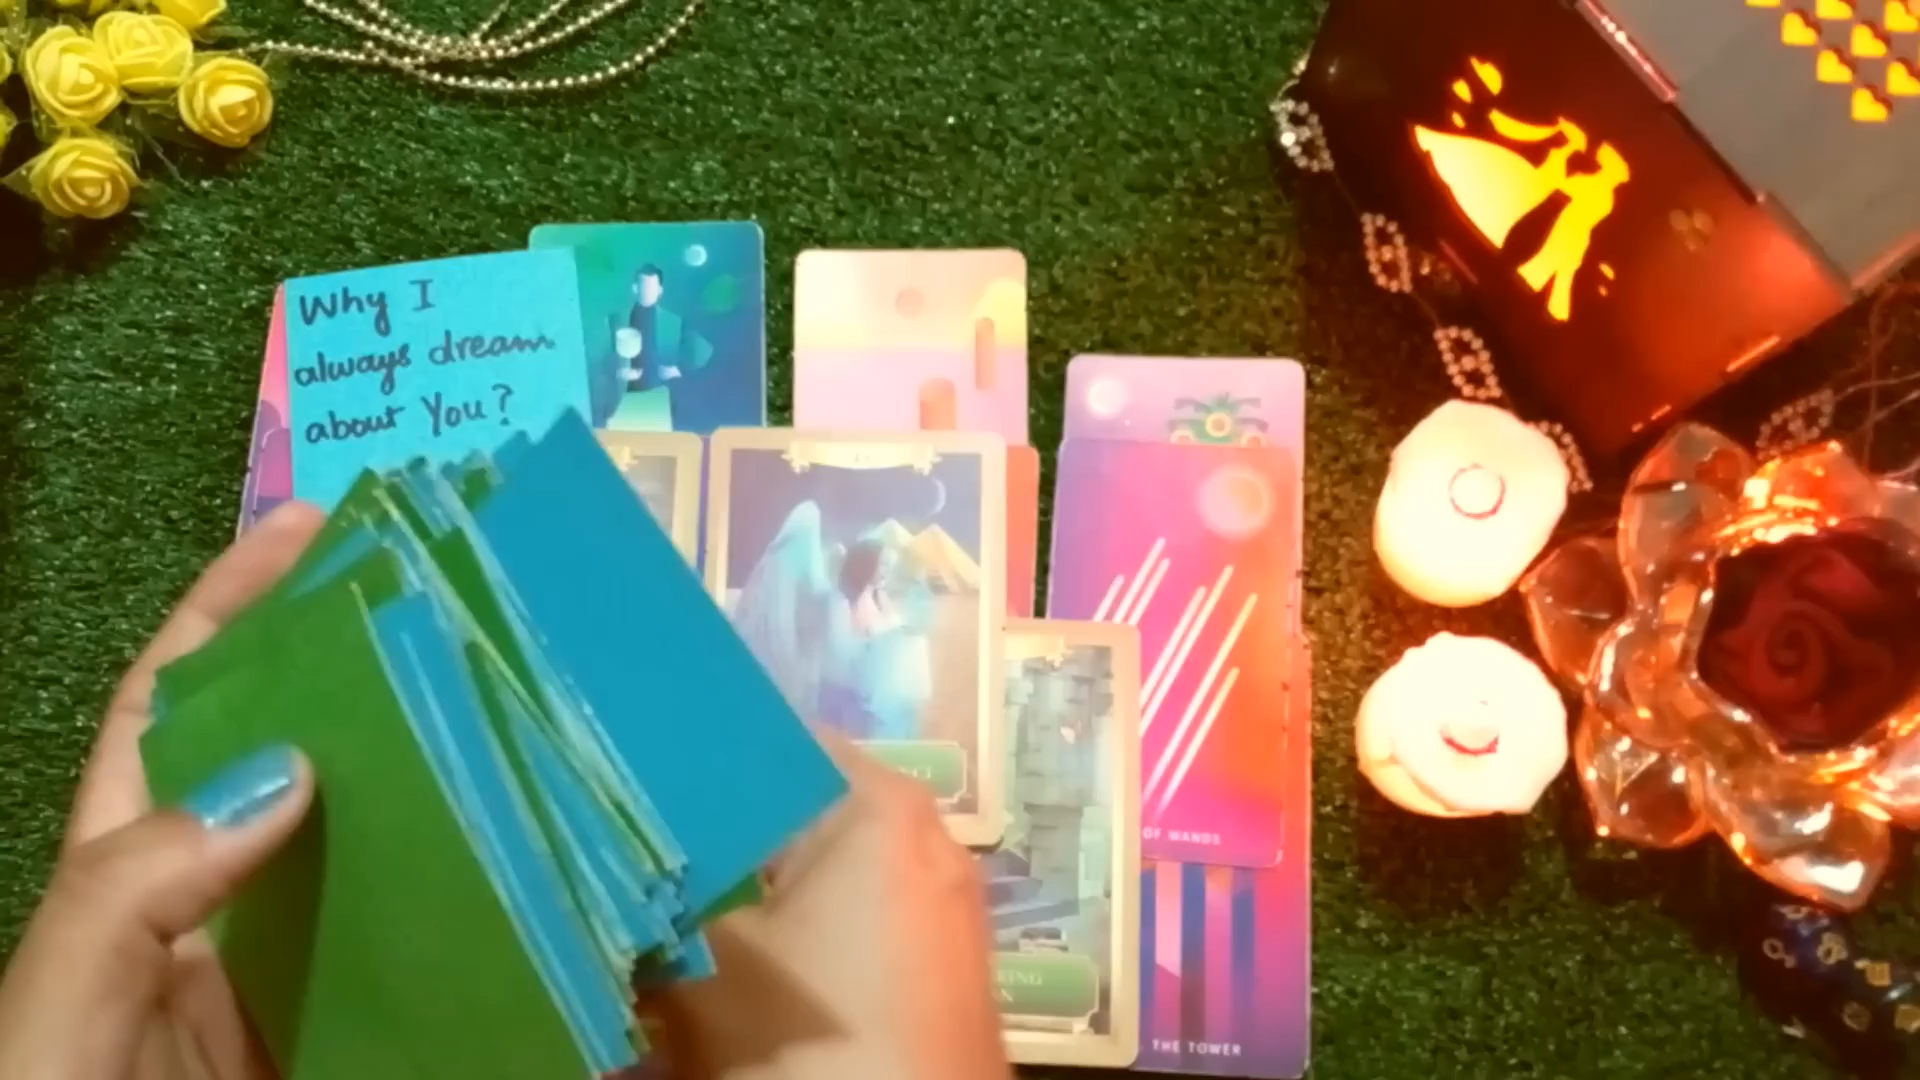 Why I
always dream
about You?
OF WANDS
THE TOWER